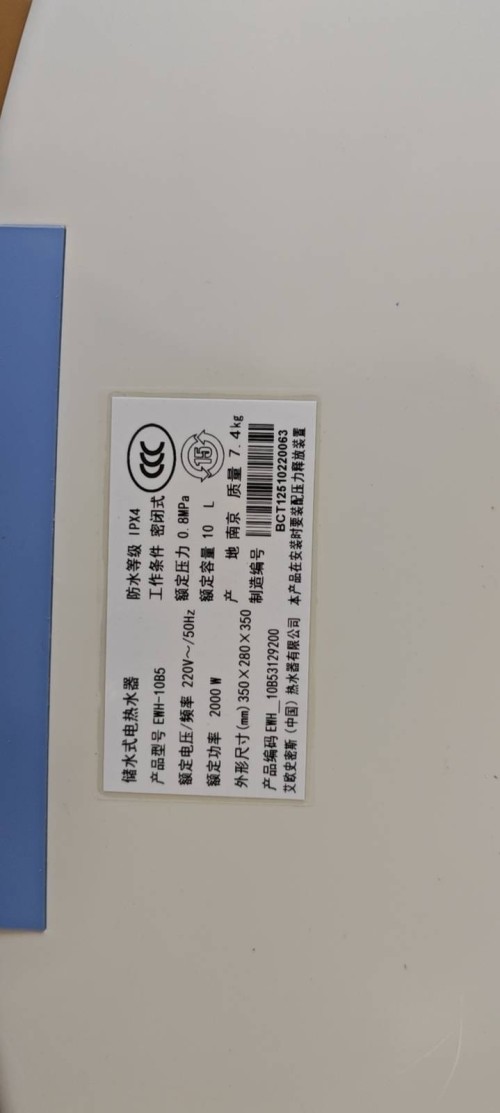 储水式电热水器 防水等级 IPX4
产品型号 EWH-10B5 工作条件 密闭式
额定电压/频率 220V～/50Hz 额定压力 0.8MPa
额定功率 2000 W 额定容量 10 L
外形尺寸(mm) 350×280×350 产 地 南京 质量 7.4kg
产品编码 EWH_10B53129200 制造编号
BCT12510220063
艾欧史密斯（中国）热水器有限公司 本产品在安装时要装配压力释放装置
CCC
15